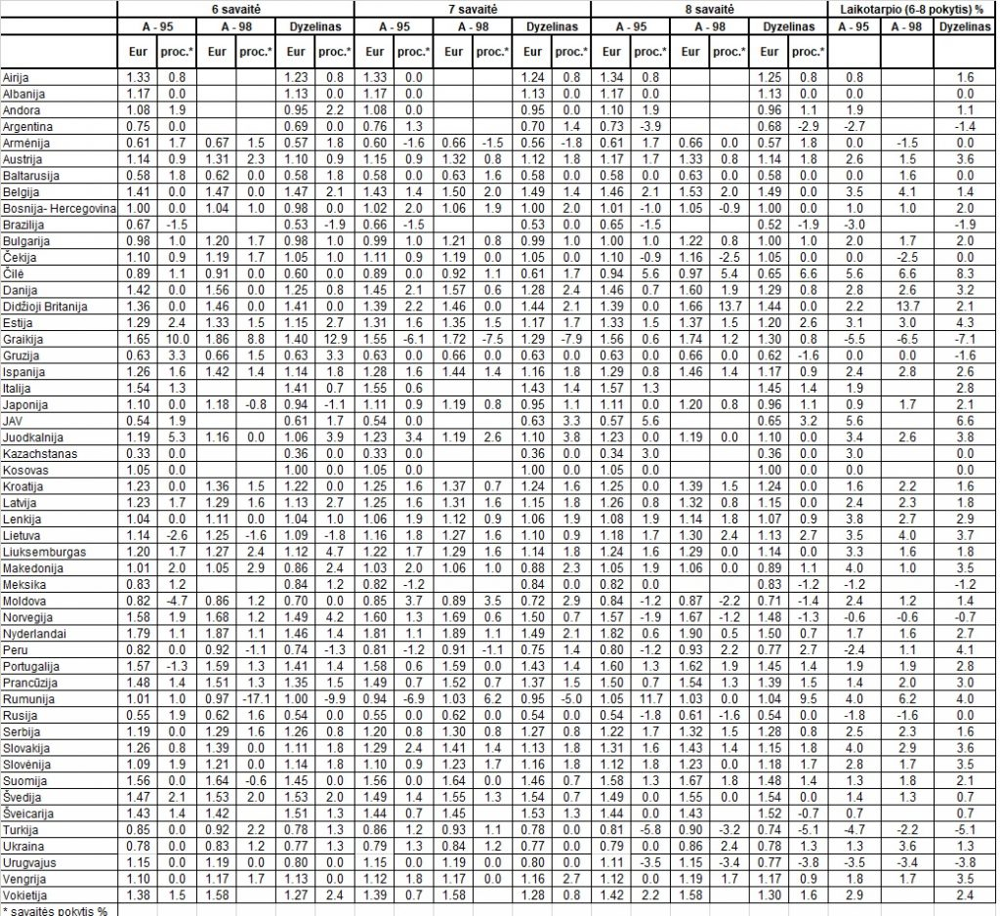 6 savaitė 7 savaitė 8 savaitė Laikotarpio (6-8 pokytis) %
A - 95 A - 98 Dyzelinas A - 95 A - 98 Dyzelinas A - 95 A - 98 Dyzelinas A - 95 A - 98 Dyzelinas
Eur proc.* Eur proc.* Eur proc.* Eur proc.* Eur proc.* Eur proc.* Eur proc.* Eur proc.* Eur proc.*
Airija 1.33 0.8 1.23 0.8 1.33 0.0 1.24 0.8 1.34 0.8 1.25 0.8 0.8 1.6
Albanija 1.17 0.0 1.13 0.0 1.17 0.0 1.13 0.0 1.17 0.0 1.13 0.0 0.0 0.0
Andora 1.08 1.9 0.95 2.2 1.08 0.0 0.95 0.0 1.10 1.9 0.96 1.1 1.9 1.1
Argentina 0.75 0.0 0.69 0.0 0.76 1.3 0.70 1.4 0.73 -3.9 0.68 -2.9 -2.7 -1.4
Armėnija 0.61 1.7 0.67 1.5 0.57 1.8 0.60 -1.6 0.66 -1.5 0.56 -1.8 0.61 1.7 0.66 0.0 0.57 1.8 0.0 -1.5 0.0
Austrija 1.14 0.9 1.31 2.3 1.10 0.9 1.15 0.9 1.32 0.8 1.12 1.8 1.17 1.7 1.33 0.8 1.14 1.8 2.6 1.5 3.6
Baltarusija 0.58 1.8 0.62 0.0 0.58 1.8 0.58 0.0 0.63 1.6 0.58 0.0 0.58 0.0 0.63 0.0 0.58 0.0 0.0 1.6 0.0
Belgija 1.41 0.0 1.47 0.0 1.47 2.1 1.43 1.4 1.50 2.0 1.49 1.4 1.46 2.1 1.53 2.0 1.49 0.0 3.5 4.1 1.4
Bosnija- Hercegovina 1.00 0.0 1.04 1.0 0.98 0.0 1.02 2.0 1.06 1.9 1.00 2.0 1.01 -1.0 1.05 -0.9 1.00 0.0 1.0 1.0 2.0
Brazilija 0.67 -1.5 0.53 -1.9 0.66 -1.5 0.53 0.0 0.65 -1.5 0.52 -1.9 -3.0 -1.9
Bulgarija 0.98 1.0 1.20 1.7 0.98 1.0 0.99 1.0 1.21 0.8 0.99 1.0 1.00 1.0 1.22 0.8 1.00 1.0 2.0 1.7 2.0
Čekija 1.10 0.9 1.19 1.7 1.05 1.0 1.11 0.9 1.19 0.0 1.05 0.0 1.10 -0.9 1.16 -2.5 1.05 0.0 0.0 -2.5 0.0
Čilė 0.89 1.1 0.91 0.0 0.60 0.0 0.89 0.0 0.92 1.1 0.61 1.7 0.94 5.6 0.97 5.4 0.65 6.6 5.6 6.6 8.3
Danija 1.42 0.0 1.56 0.0 1.25 0.8 1.45 2.1 1.57 0.6 1.28 2.4 1.46 0.7 1.60 1.9 1.29 0.8 2.8 2.6 3.2
Didžioji Britanija 1.36 0.0 1.46 0.0 1.41 0.0 1.39 2.2 1.46 0.0 1.44 2.1 1.39 0.0 1.66 13.7 1.44 0.0 2.2 13.7 2.1
Estija 1.29 2.4 1.33 1.5 1.15 2.7 1.31 1.6 1.35 1.5 1.17 1.7 1.33 1.5 1.37 1.5 1.20 2.6 3.1 3.0 4.3
Graikija 1.65 10.0 1.86 8.8 1.40 12.9 1.55 -6.1 1.72 -7.5 1.29 -7.9 1.56 0.6 1.74 1.2 1.30 0.8 -5.5 -6.5 -7.1
Gruzija 0.63 3.3 0.66 1.5 0.63 3.3 0.63 0.0 0.66 0.0 0.63 0.0 0.63 0.0 0.66 0.0 0.62 -1.6 0.0 0.0 -1.6
Ispanija 1.26 1.6 1.42 1.4 1.14 1.8 1.28 1.6 1.44 1.4 1.16 1.8 1.29 0.8 1.46 1.4 1.17 0.9 2.4 2.8 2.6
Italija 1.54 1.3 1.41 0.7 1.55 0.6 1.43 1.4 1.57 1.3 1.45 1.4 1.9 2.8
Japonija 1.10 0.0 1.18 -0.8 0.94 -1.1 1.11 0.9 1.19 0.8 0.95 1.1 1.11 0.0 1.20 0.8 0.96 1.1 0.9 1.7 2.1
JAV 0.54 1.9 0.61 1.7 0.54 0.0 0.63 3.3 0.57 5.6 0.65 3.2 5.6 6.6
Juodkalnija 1.19 5.3 1.16 0.0 1.06 3.9 1.23 3.4 1.19 2.6 1.10 3.8 1.23 0.0 1.19 0.0 1.10 0.0 3.4 2.6 3.8
Kazachstanas 0.33 0.0 0.36 0.0 0.33 0.0 0.36 0.0 0.34 3.0 0.36 0.0 3.0 0.0
Kosovas 1.05 0.0 1.00 0.0 1.05 0.0 1.00 0.0 1.05 0.0 1.00 0.0 0.0 0.0
Kroatija 1.23 0.0 1.36 1.5 1.22 0.0 1.25 1.6 1.37 0.7 1.24 1.6 1.25 0.0 1.39 1.5 1.24 0.0 1.6 2.2 1.6
Latvija 1.23 1.7 1.29 1.6 1.13 2.7 1.25 1.6 1.31 1.6 1.15 1.8 1.26 0.8 1.32 0.8 1.15 0.0 2.4 2.3 1.8
Lenkija 1.04 0.0 1.11 0.0 1.04 1.0 1.06 1.9 1.12 0.9 1.06 1.9 1.08 1.9 1.14 1.8 1.07 0.9 3.8 2.7 2.9
Lietuva 1.14 -2.6 1.25 -1.6 1.09 -1.8 1.16 1.8 1.27 1.6 1.10 0.9 1.18 1.7 1.30 2.4 1.13 2.7 3.5 4.0 3.7
Liuksemburgas 1.20 1.7 1.27 2.4 1.12 4.7 1.22 1.7 1.29 1.6 1.14 1.8 1.24 1.6 1.29 0.0 1.14 0.0 3.3 1.6 1.8
Makedonija 1.01 2.0 1.05 2.9 0.86 2.4 1.03 2.0 1.06 1.0 0.88 2.3 1.05 1.9 1.06 0.0 0.89 1.1 4.0 1.0 3.5
Meksika 0.83 1.2 0.84 1.2 0.82 -1.2 0.84 0.0 0.82 0.0 0.83 -1.2 -1.2 -1.2
Moldova 0.82 -4.7 0.86 1.2 0.70 0.0 0.85 3.7 0.89 3.5 0.72 2.9 0.84 -1.2 0.87 -2.2 0.71 -1.4 2.4 1.2 1.4
Norvegija 1.58 1.9 1.68 1.2 1.49 4.2 1.60 1.3 1.69 0.6 1.50 0.7 1.57 -1.9 1.67 -1.2 1.48 -1.3 -0.6 -0.6 -0.7
Nyderlandai 1.79 1.1 1.87 1.1 1.46 1.4 1.81 1.1 1.89 1.1 1.49 2.1 1.82 0.6 1.90 0.5 1.50 0.7 1.7 1.6 2.7
Peru 0.82 0.0 0.92 -1.1 0.74 -1.3 0.81 -1.2 0.91 -1.1 0.75 1.4 0.80 -1.2 0.93 2.2 0.77 2.7 -2.4 1.1 4.1
Portugalija 1.57 -1.3 1.59 1.3 1.41 1.4 1.58 0.6 1.59 0.0 1.43 1.4 1.60 1.3 1.62 1.9 1.45 1.4 1.9 1.9 2.8
Prancūzija 1.48 1.4 1.51 1.3 1.35 1.5 1.49 0.7 1.52 0.7 1.37 1.5 1.50 0.7 1.54 1.3 1.39 1.5 1.4 2.0 3.0
Rumunija 1.01 1.0 0.97 -17.1 1.00 -9.9 0.94 -6.9 1.03 6.2 0.95 -5.0 1.05 11.7 1.03 0.0 1.04 9.5 4.0 6.2 4.0
Rusija 0.55 1.9 0.62 1.6 0.54 0.0 0.55 0.0 0.62 0.0 0.54 0.0 0.54 -1.8 0.61 -1.6 0.54 0.0 -1.8 -1.6 0.0
Serbija 1.19 0.0 1.29 1.6 1.26 0.8 1.20 0.8 1.30 0.8 1.27 0.8 1.22 1.7 1.32 1.5 1.28 0.8 2.5 2.3 1.6
Slovakija 1.26 0.8 1.39 0.0 1.11 1.8 1.29 2.4 1.41 1.4 1.13 1.8 1.31 1.6 1.43 1.4 1.15 1.8 4.0 2.9 3.6
Slovėnija 1.09 1.9 1.21 0.0 1.14 1.8 1.10 0.9 1.23 1.7 1.16 1.8 1.12 1.8 1.23 0.0 1.18 1.7 2.8 1.7 3.5
Suomija 1.56 0.0 1.64 -0.6 1.45 0.0 1.56 0.0 1.64 0.0 1.46 0.7 1.58 1.3 1.67 1.8 1.48 1.4 1.3 1.8 2.1
Švedija 1.47 2.1 1.53 2.0 1.53 2.0 1.49 1.4 1.55 1.3 1.54 0.7 1.49 0.0 1.55 0.0 1.54 0.0 1.4 1.3 0.7
Šveicarija 1.43 1.4 1.42 1.51 1.3 1.44 0.7 1.45 1.53 1.3 1.44 0.0 1.43 1.52 -0.7 0.7 0.7
Turkija 0.85 0.0 0.92 2.2 0.78 1.3 0.86 1.2 0.93 1.1 0.78 0.0 0.81 -5.8 0.90 -3.2 0.74 -5.1 -4.7 -2.2 -5.1
Ukraina 0.78 0.0 0.83 1.2 0.77 1.3 0.79 1.3 0.84 1.2 0.77 0.0 0.79 0.0 0.86 2.4 0.78 1.3 1.3 3.6 1.3
Urugvajus 1.15 0.0 1.19 0.0 0.80 0.0 1.15 0.0 1.19 0.0 0.80 0.0 1.11 -3.5 1.15 -3.4 0.77 -3.8 -3.5 -3.4 -3.8
Vengrija 1.10 0.0 1.17 1.7 1.13 0.0 1.12 1.8 1.17 0.0 1.16 2.7 1.12 0.0 1.19 1.7 1.17 0.9 1.8 1.7 3.5
Vokietija 1.38 1.5 1.58 1.27 2.4 1.39 0.7 1.58 1.28 0.8 1.42 2.2 1.58 1.30 1.6 2.9 2.4
* savaitės pokytis %